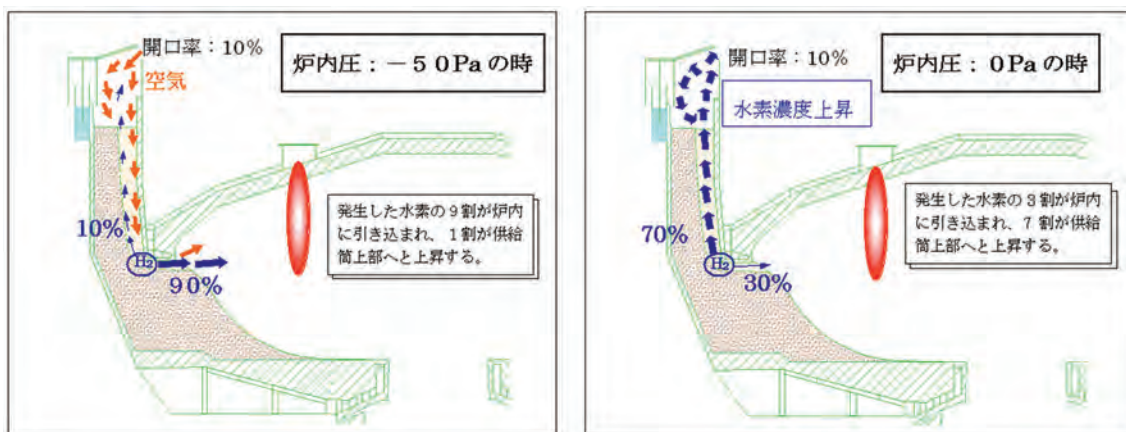 開口率：10%
炉内圧：－５０Paの時
空気
発生した水素の９割が炉内
に引き込まれ、１割が供給
筒上部へと上昇する。
10%
H₂
90%
開口率：10%
炉内圧：0Paの時
水素濃度上昇
発生した水素の３割が炉内
に引き込まれ、７割が供給
筒上部へと上昇する。
70%
H₂
30%